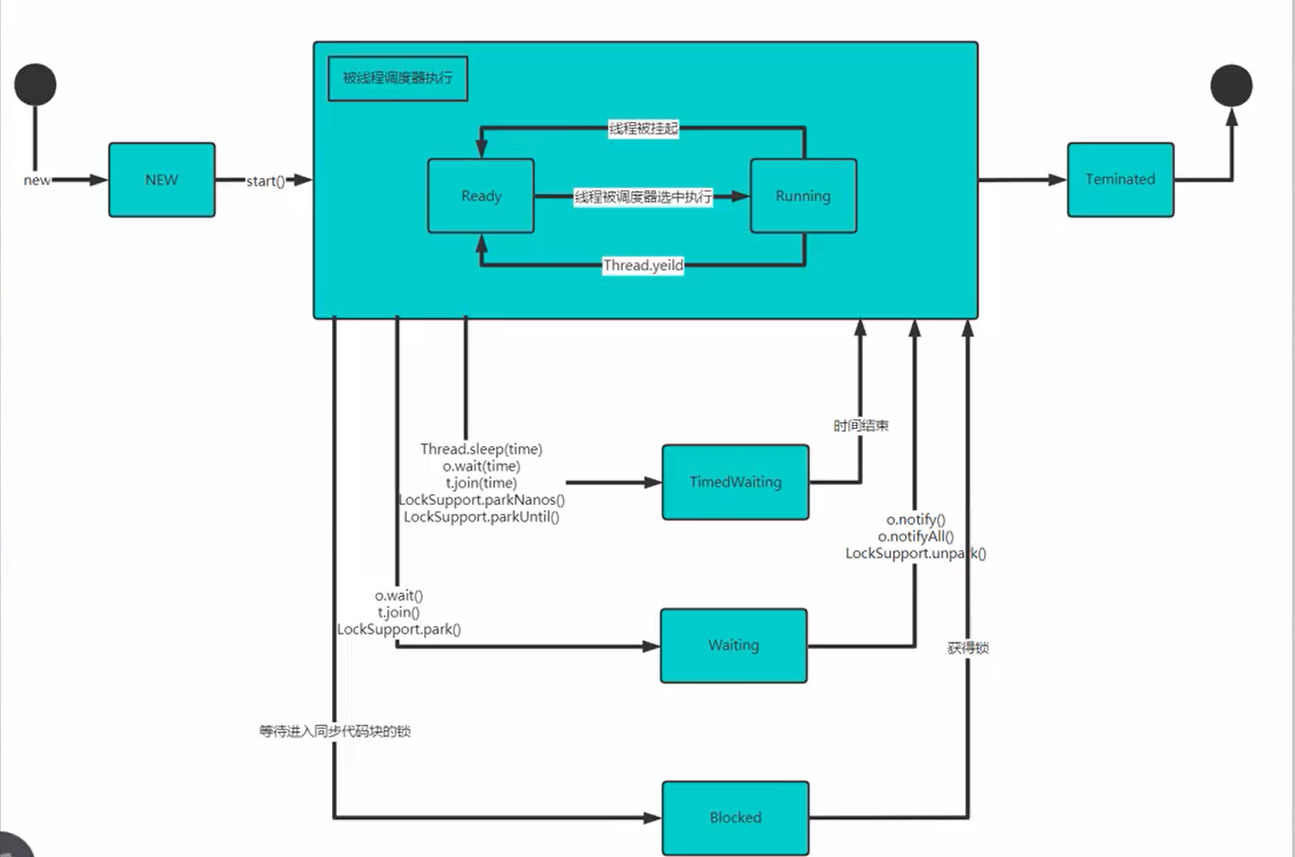 被线程调度器执行
线程被挂起
new
NEW
start()
Ready
线程被调度器选中执行
Running
Teminated
Thread.yeild
Thread.sleep(time)
o.wait(time)
t.join(time)
LockSupport.parkNanos()
LockSupport.parkUntil()
TimedWaiting
时间结束
o.notify()
o.notifyAll()
LockSupport.unpark()
o.wait()
t.join()
LockSupport.park()
Waiting
获得锁
等待进入同步代码块的锁
Blocked